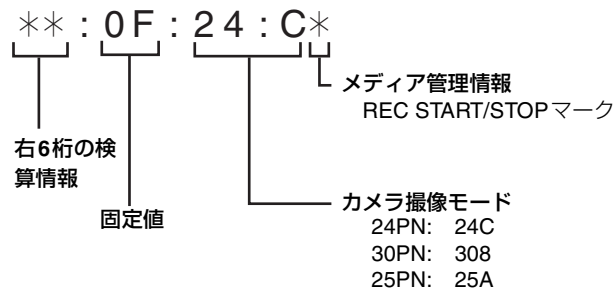 ＊＊:0F:24:C＊
メディア管理情報
REC START/STOPマーク
右6桁の検
算情報
固定値
カメラ撮像モード
24PN: 24C
30PN: 308
25PN: 25A